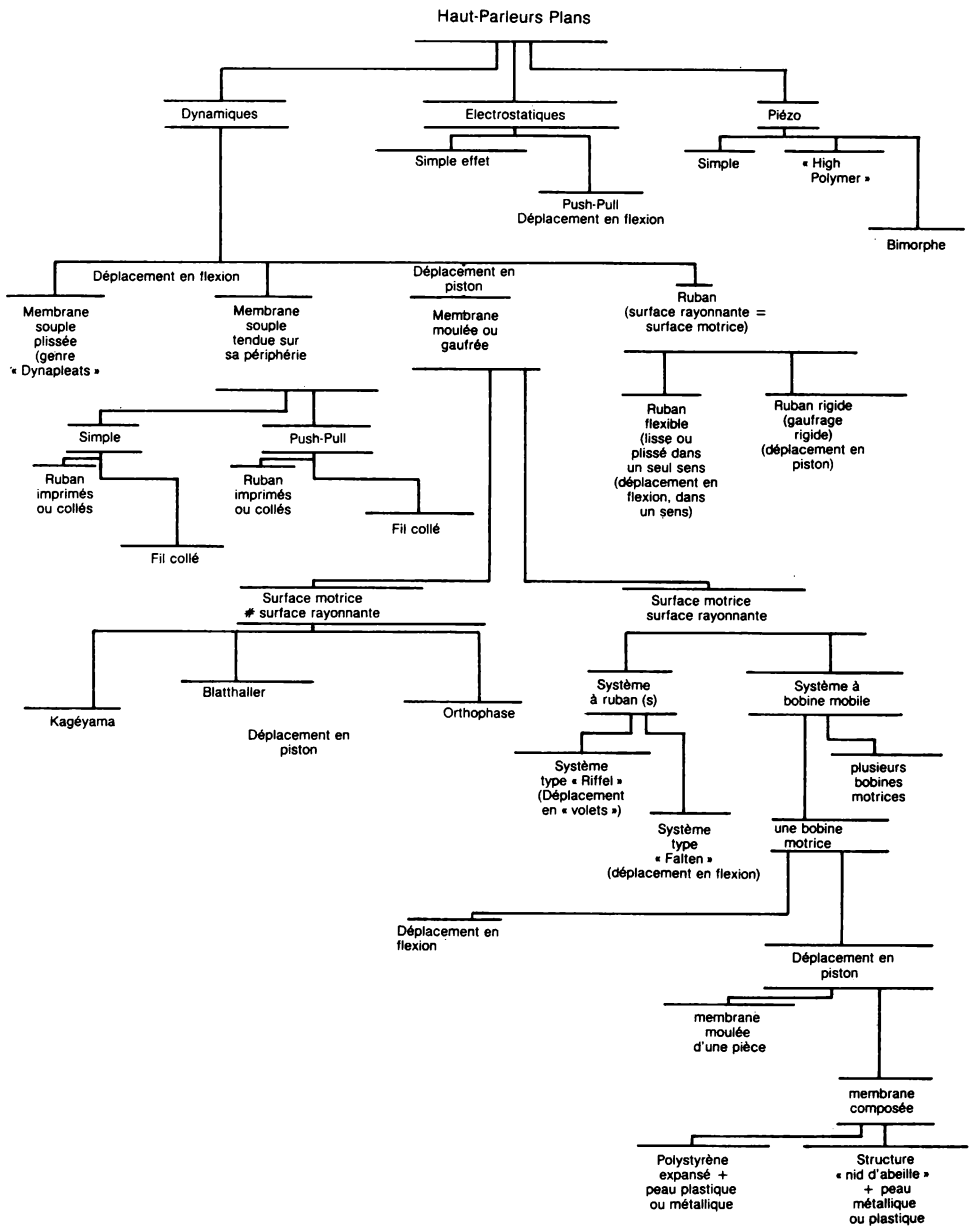 Haut-Parleurs Plans
Dynamiques
Electrostatiques
Piézo
Simple effet
Push-Pull
Déplacement en flexion
Simple
« High
Polymer »
Bimorphe
Déplacement en flexion
Déplacement en
piston
Membrane
souple
plissée
(genre
« Dynapleats »
Membrane
souple
tendue sur
sa périphérie
Membrane
moulée ou
gaufrée
Ruban
(surface rayonnante =
surface motrice)
Simple
Push-Pull
Ruban
imprimés
ou collés
Fil collé
Ruban
imprimés
ou collés
Fil collé
Ruban
flexible
(lisse ou
plissé dans
un seul sens
(déplacement en
flexion, dans
un sens)
Ruban rigide
(gaufrage
rigide)
(déplacement en
piston)
Surface motrice
# surface rayonnante
Surface motrice
surface rayonnante
Kagéyama
Blatthaller
Orthophase
Déplacement en
piston
Système
à ruban (s)
Système à
bobine mobile
Système
type « Riffel »
(Déplacement
en « volets »)
Système
type
« Falten »
(déplacement en flexion)
plusieurs
bobines
motrices
une bobine
motrice
Déplacement en
flexion
Déplacement en
piston
membrane
moulée
d'une pièce
membrane
composée
Polystyrène
expansé +
peau plastique
ou métallique
Structure
« nid d'abeille »
+ peau
métallique
ou plastique